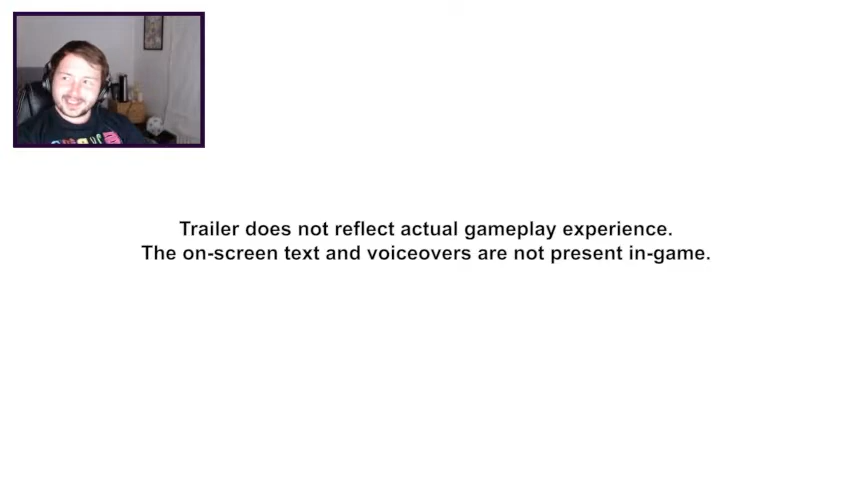 Trailer does not reflect actual gameplay experience.
The on-screen text and voiceovers are not present in-game.